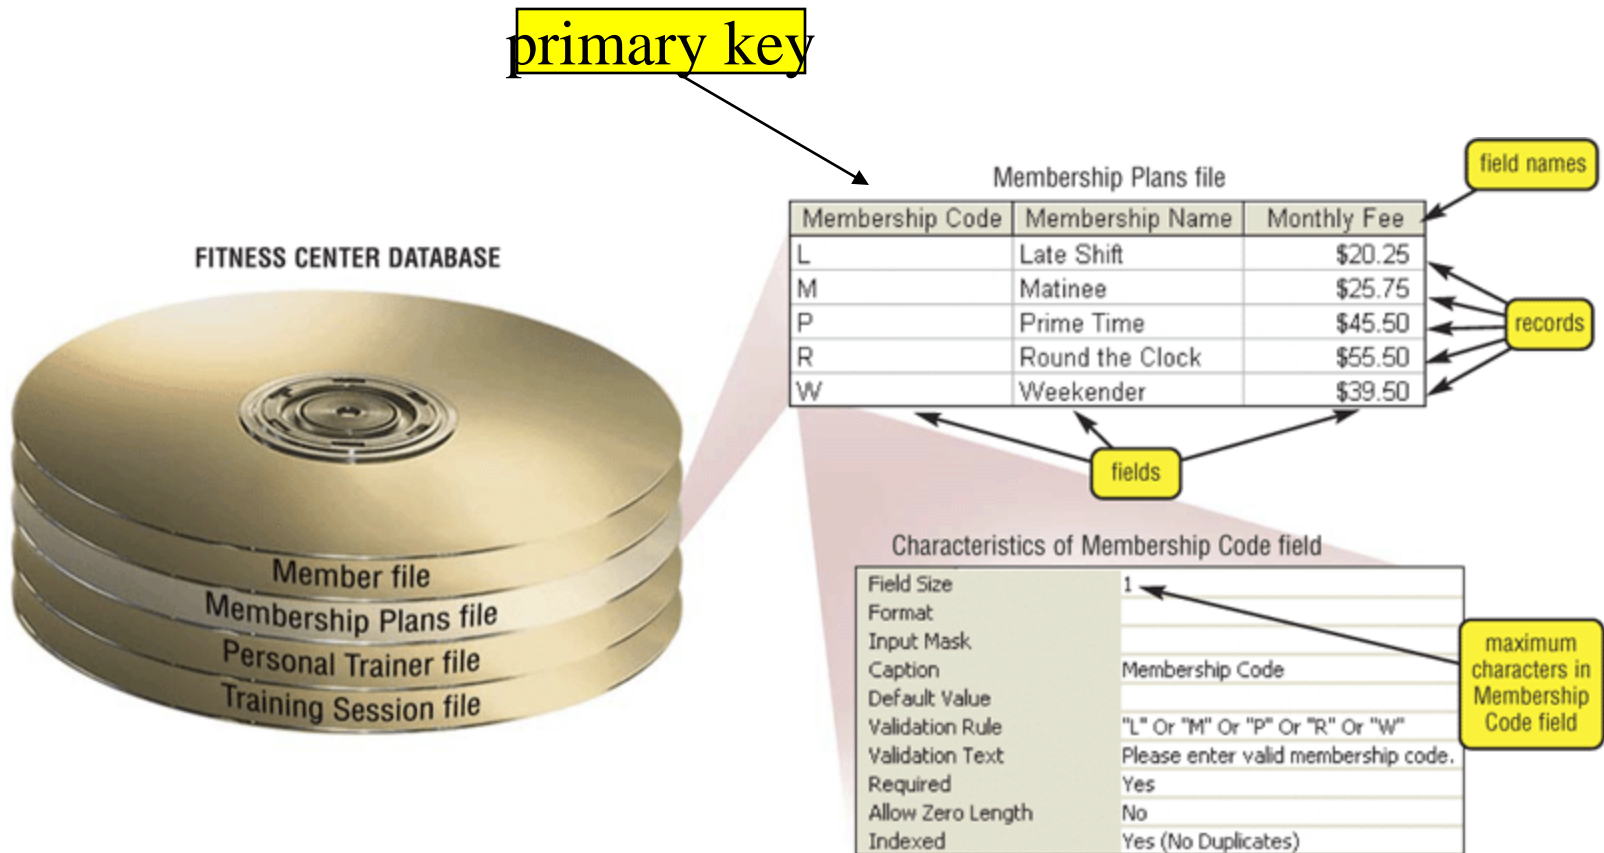 primary key
field names
Membership Plans file
Membership Code Membership Name Monthly Fee
L Late Shift $20.25
M Matinee $25.75
P Prime Time $45.50
R Round the Clock $55.50
W Weekender $39.50
records
fields
FITNESS CENTER DATABASE
Member file
Membership Plans file
Personal Trainer file
Training Session file
Characteristics of Membership Code field
Field Size 1
Format
Input Mask
Caption Membership Code
Default Value
Validation Rule "L" Or "M" Or "P" Or "R" Or "W"
Validation Text Please enter valid membership code.
Required Yes
Allow Zero Length No
Indexed Yes (No Duplicates)
maximum
characters in
Membership
Code field